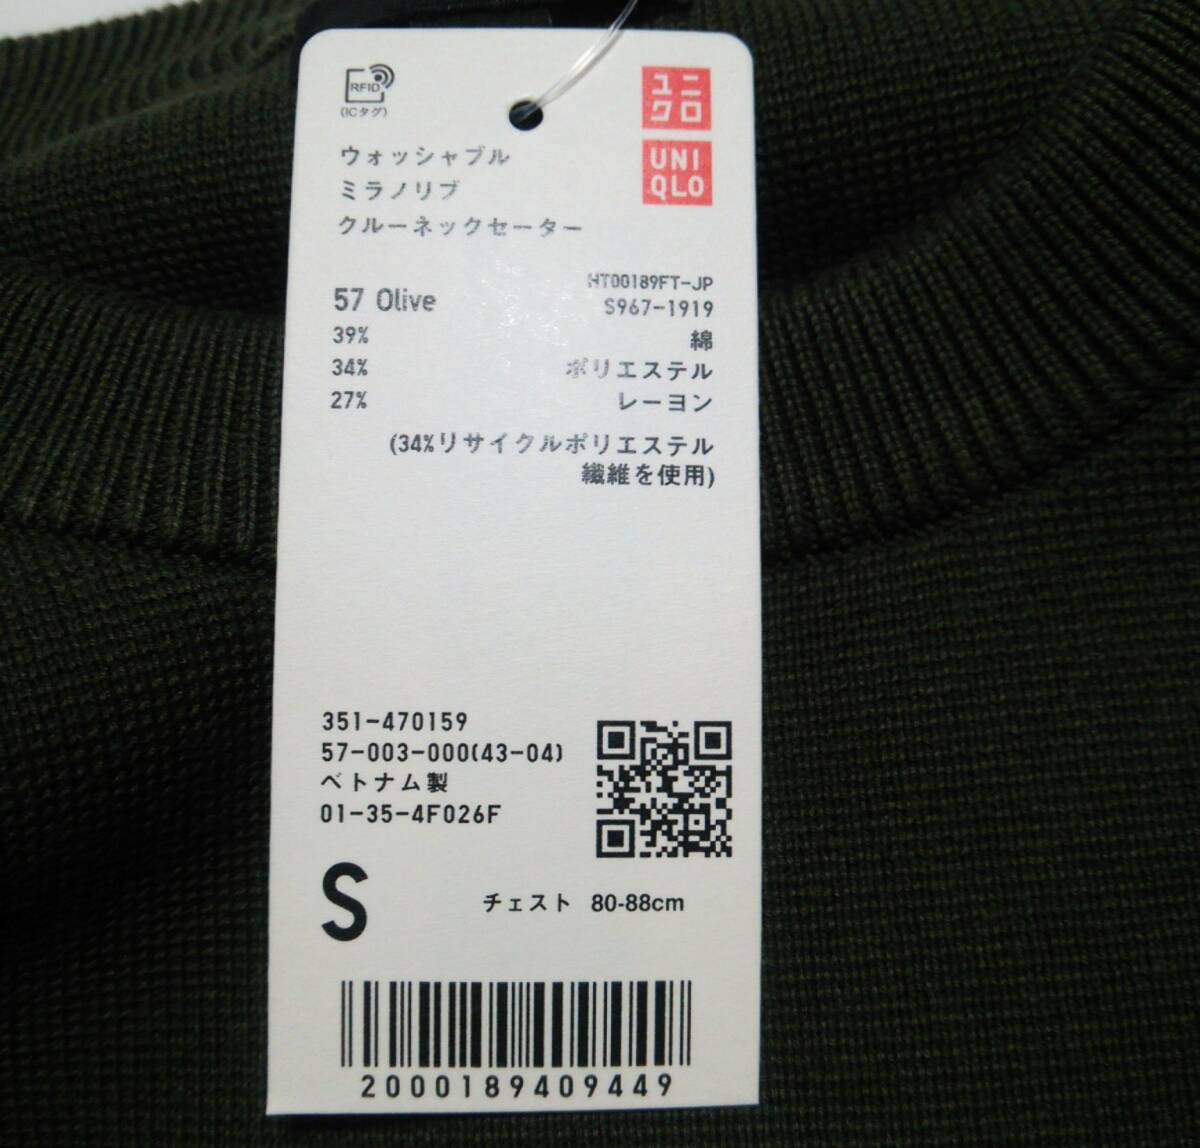 RFID
(ICタグ)
ユニ
クロ
UNI
QLO
ウォッシャブル
ミラノリブ
クルーネックセーター
HT00189FT-JP
57 Olive
S967-1919
39% 綿
34% ポリエステル
27% レーヨン
(34%リサイクルポリエステル
繊維を使用)
351-470159
57-003-000(43-04)
ベトナム製
01-35-4F026F
S チェスト 80-88cm
2000189409449